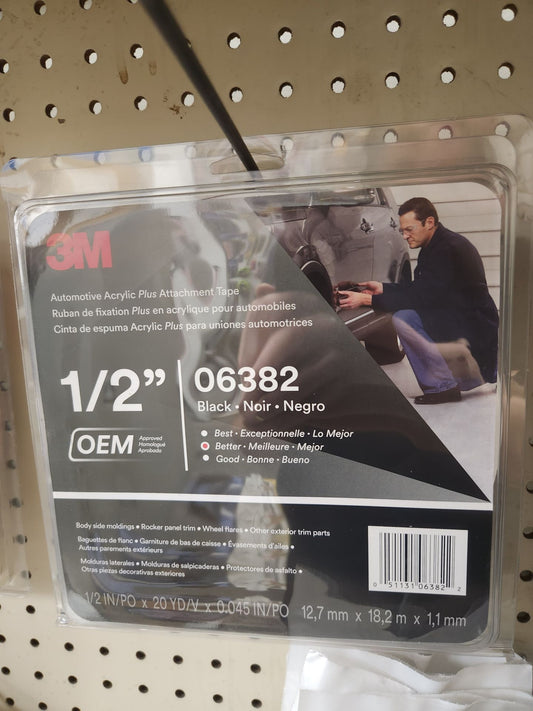 3M
Automotive Acrylic Plus Attachment Tape
Ruban de fixation Plus en acrylique pour automobiles
Cinta de espuma Acrylic Plus para uniones automotrices
1/2”
06382
Black • Noir • Negro
OEM
Approved
Homologué
Aprobado
Best • Exceptionnelle • Lo Mejor
Better • Meilleure • Mejor
Good • Bonne • Bueno
Body side moldings • Rocker panel trim • Wheel flares • Other exterior trim parts
Baguettes de flanc • Garniture de bas de caisse • Évasements d'ailes •
Autres parements extérieurs
Molduras laterales • Molduras de salpicaderas • Protectores de asfalto •
Otras piezas decorativas exteriores
0 51131 06382 2
1/2 IN/PO x 20 YD/V x 0.045 IN/PO 12,7 mm x 18,2 m x 1,1 mm